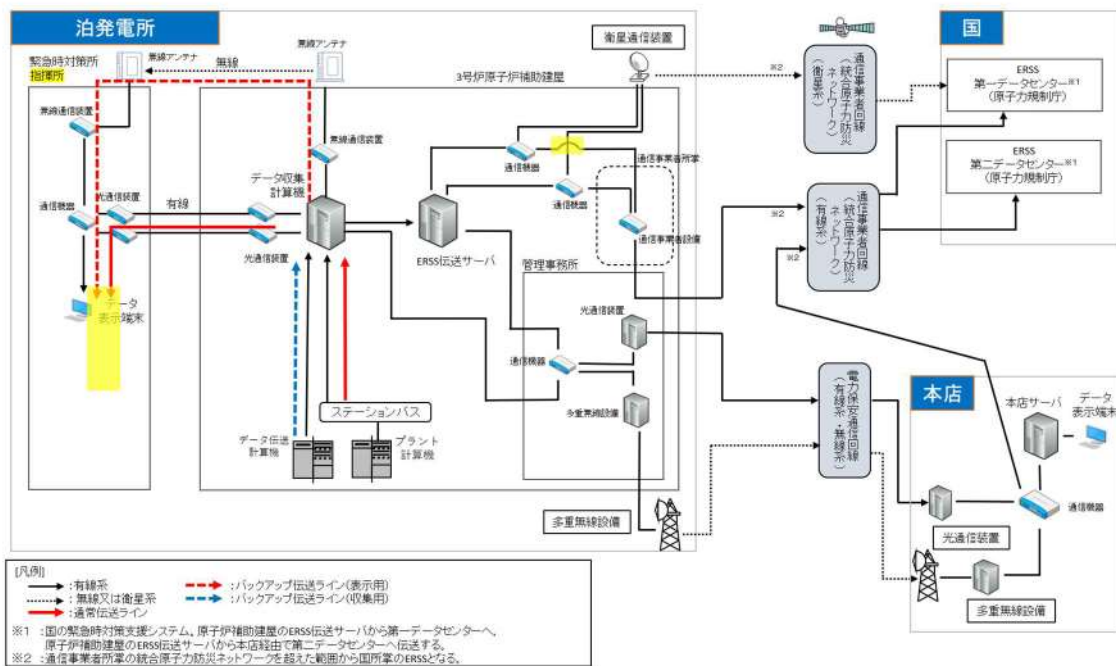 泊発電所
緊急時対策所
指揮所
無線アンテナ
無線
無線アンテナ
3号炉原子炉補助建屋
衛星通信装置
無線通信装置
通信機器
光通信装置
有線
データ
表示端末
無線通信装置
データ収集
計算機
光通信装置
ERSS伝送サーバ
通信機器
通信機器
通信事業者所掌
通信事業者設備
管理事務所
光通信装置
通信機器
多重無線設備
ステーションバス
データ伝送
計算機
プラント
計算機
多重無線設備
※2
通信事業者回線
(統合原子力防災
ネットワーク)
(衛星系)
※2
※2
通信事業者回線
(統合原子力防災
ネットワーク)
(有線系)
電力保安通信回線
(有線系・無線系)
国
ERSS
第一データセンター※1
(原子力規制庁)
ERSS
第二データセンター※1
(原子力規制庁)
本店
本店サーバ
データ
表示端末
通信機器
光通信装置
多重無線設備
[凡例]
:有線系
:無線又は衛星系
:通常伝送ライン
:バックアップ伝送ライン(表示用)
:バックアップ伝送ライン(収集用)
※1 :国の緊急時対策支援システム。原子炉補助建屋のERSS伝送サーバから第一データセンターへ、
原子炉補助建屋のERSS伝送サーバから本店経由で第二データセンターへ伝送する。
※2 :通信事業者所掌の統合原子力防災ネットワークを超えた範囲から国所掌のERSSとなる。